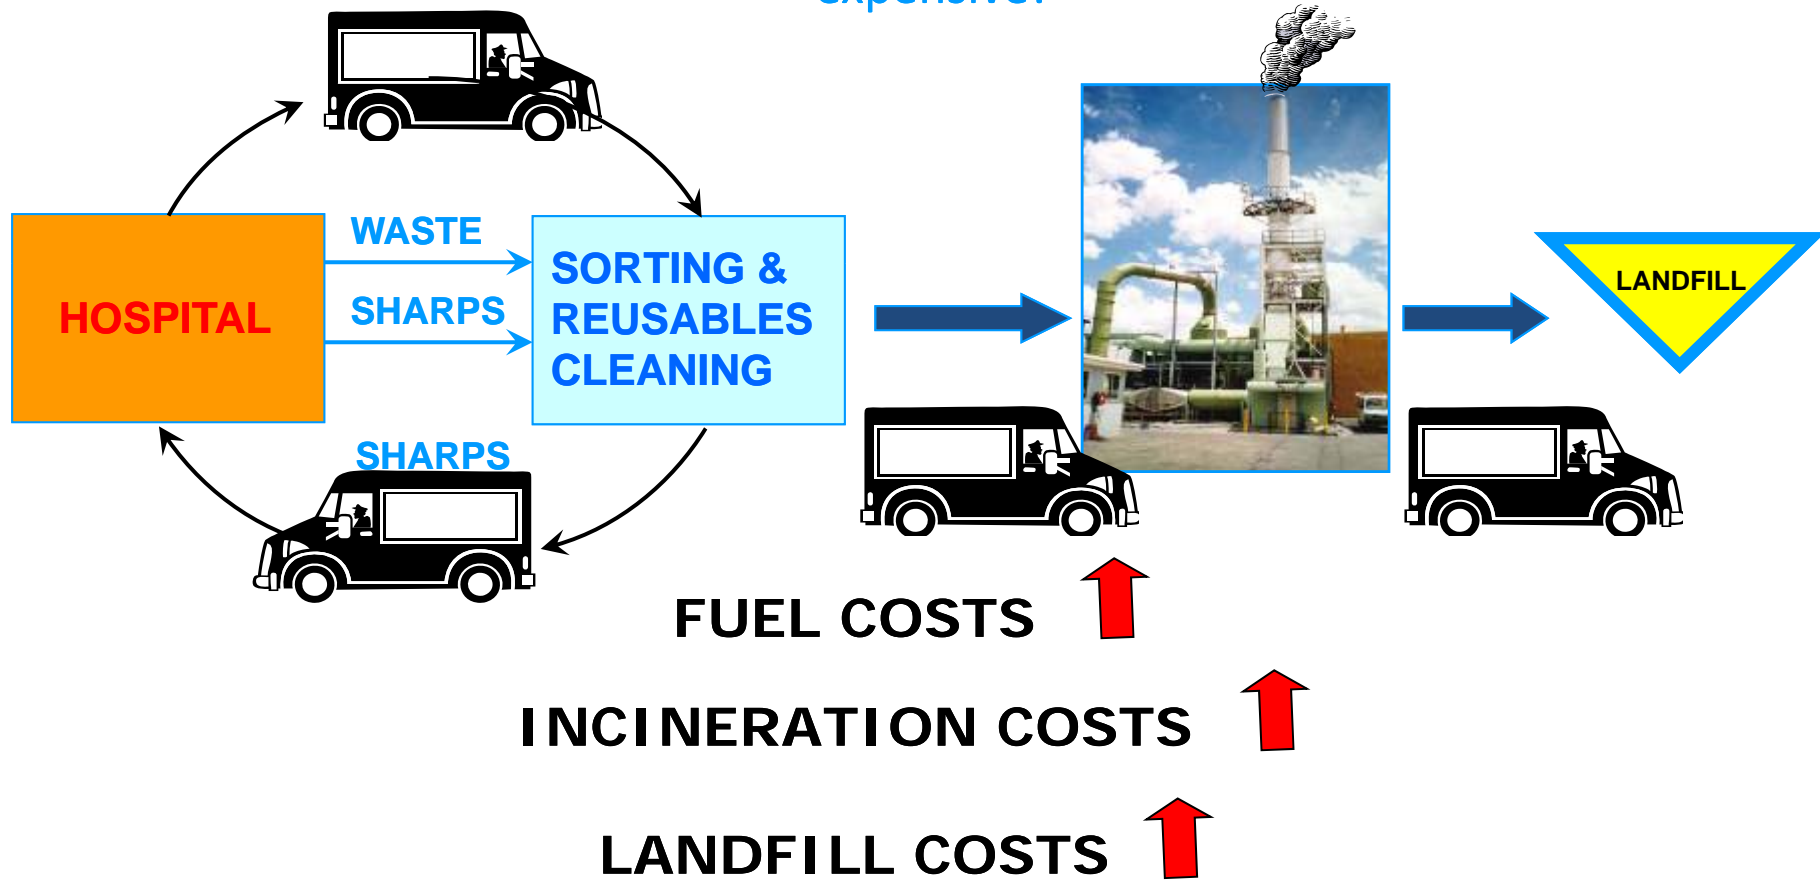 WASTE
SHARPS
HOSPITAL
SORTING &
REUSABLES
CLEANING
LANDFILL
SHARPS
FUEL COSTS
INCINERATION COSTS
LANDFILL COSTS